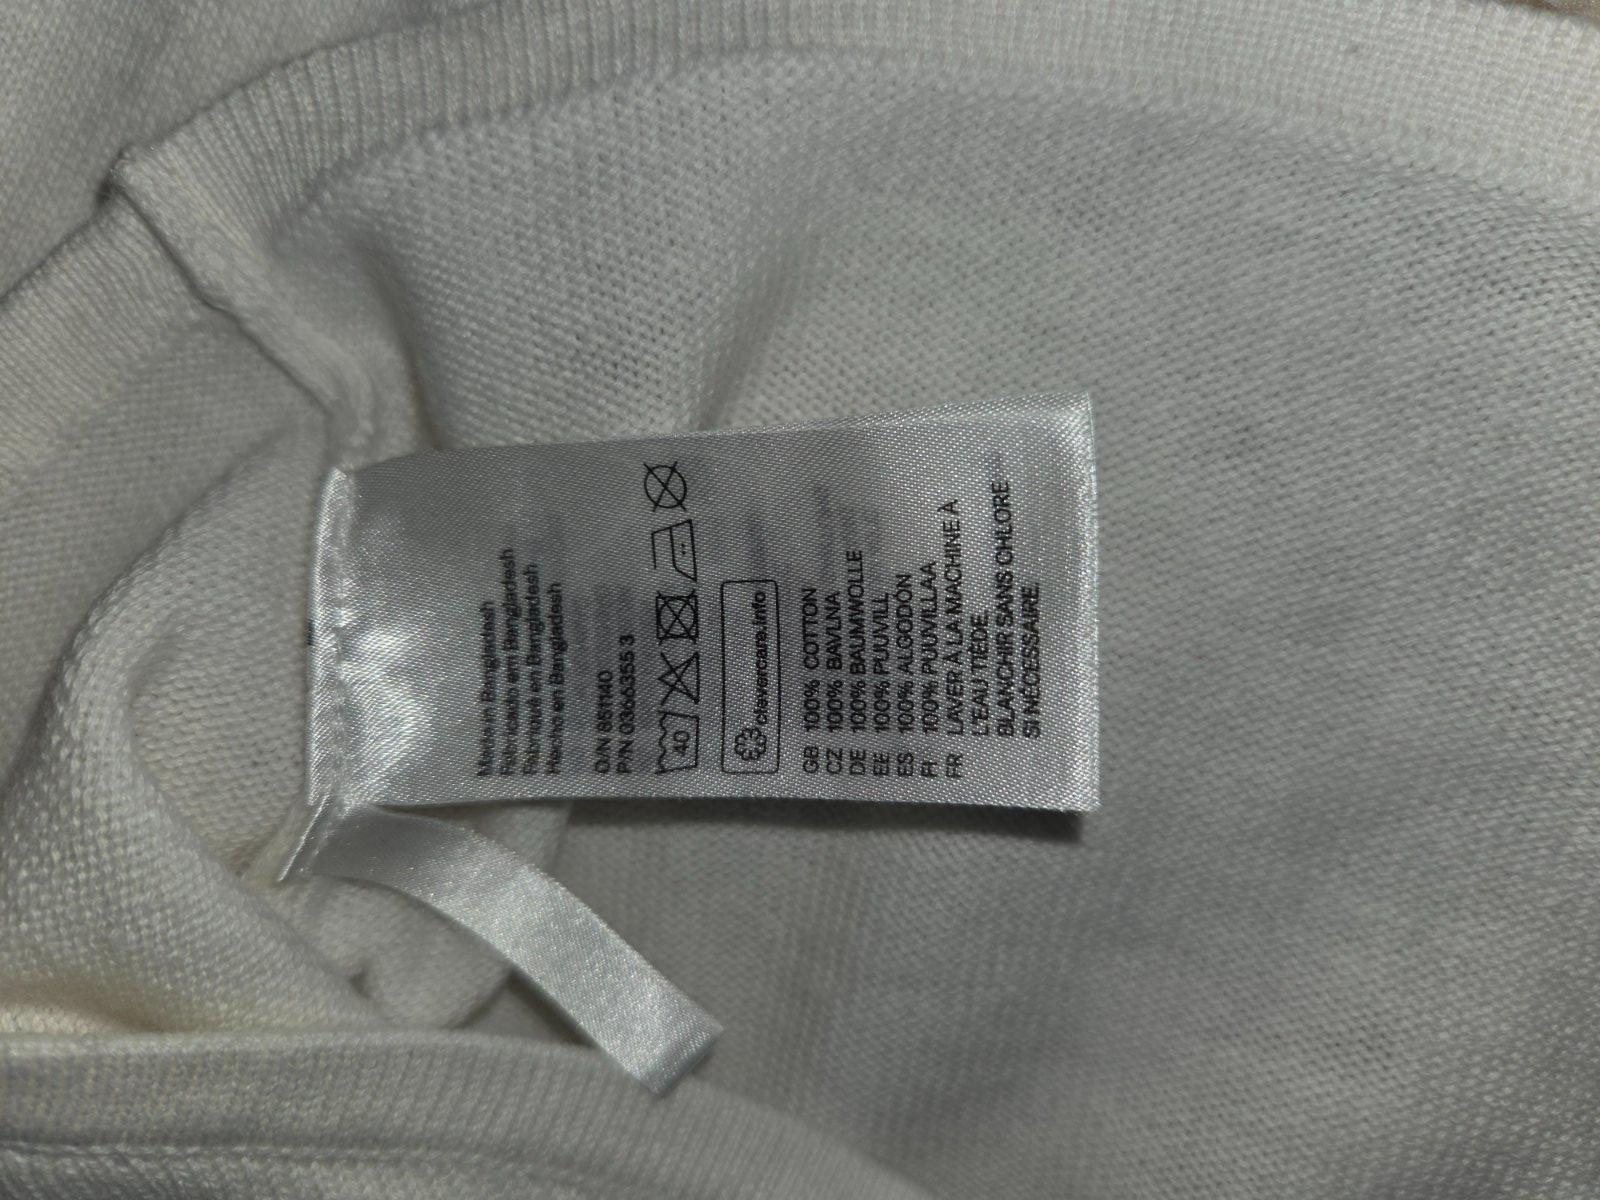 Made in Bangladesh
Fabricado em Bangladesh
Fabriqué en Bangladesh
Hecho en Bangladesh
O/N 851140
P/N 0366355 3
40
clevercare.info
GB 100% COTTON
CZ 100% BAVLNA
DE 100% BAUMWOLLE
EE 100% PUUVILL
ES 100% ALGODÓN
FI 100% PUUVILLAA
FR LAVER À LA MACHINE À
L'EAU TIÈDE.
BLANCHIR SANS CHLORE
SI NÉCESSAIRE